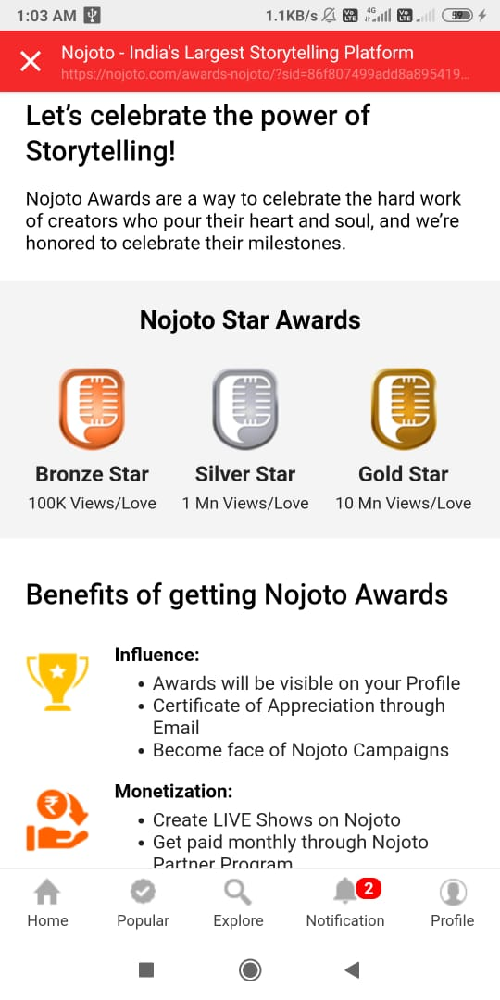 1:03 AM
1.1KB/s
Vo LTE
4G
Vo LTE
59
Nojoto - India's Largest Storytelling Platform
https://nojoto.com/awards-nojoto/?sid=86f807499add8a895419...
Let's celebrate the power of
Storytelling!
Nojoto Awards are a way to celebrate the hard work
of creators who pour their heart and soul, and we're
honored to celebrate their milestones.
Nojoto Star Awards
Bronze Star
Silver Star
Gold Star
100K Views/Love
1 Mn Views/Love
10 Mn Views/Love
Benefits of getting Nojoto Awards
Influence:
• Awards will be visible on your Profile
• Certificate of Appreciation through
Email
• Become face of Nojoto Campaigns
₹
Monetization:
• Create LIVE Shows on Nojoto
• Get paid monthly through Nojoto
Partner Program
2
Home
Popular
Explore
Notification
Profile